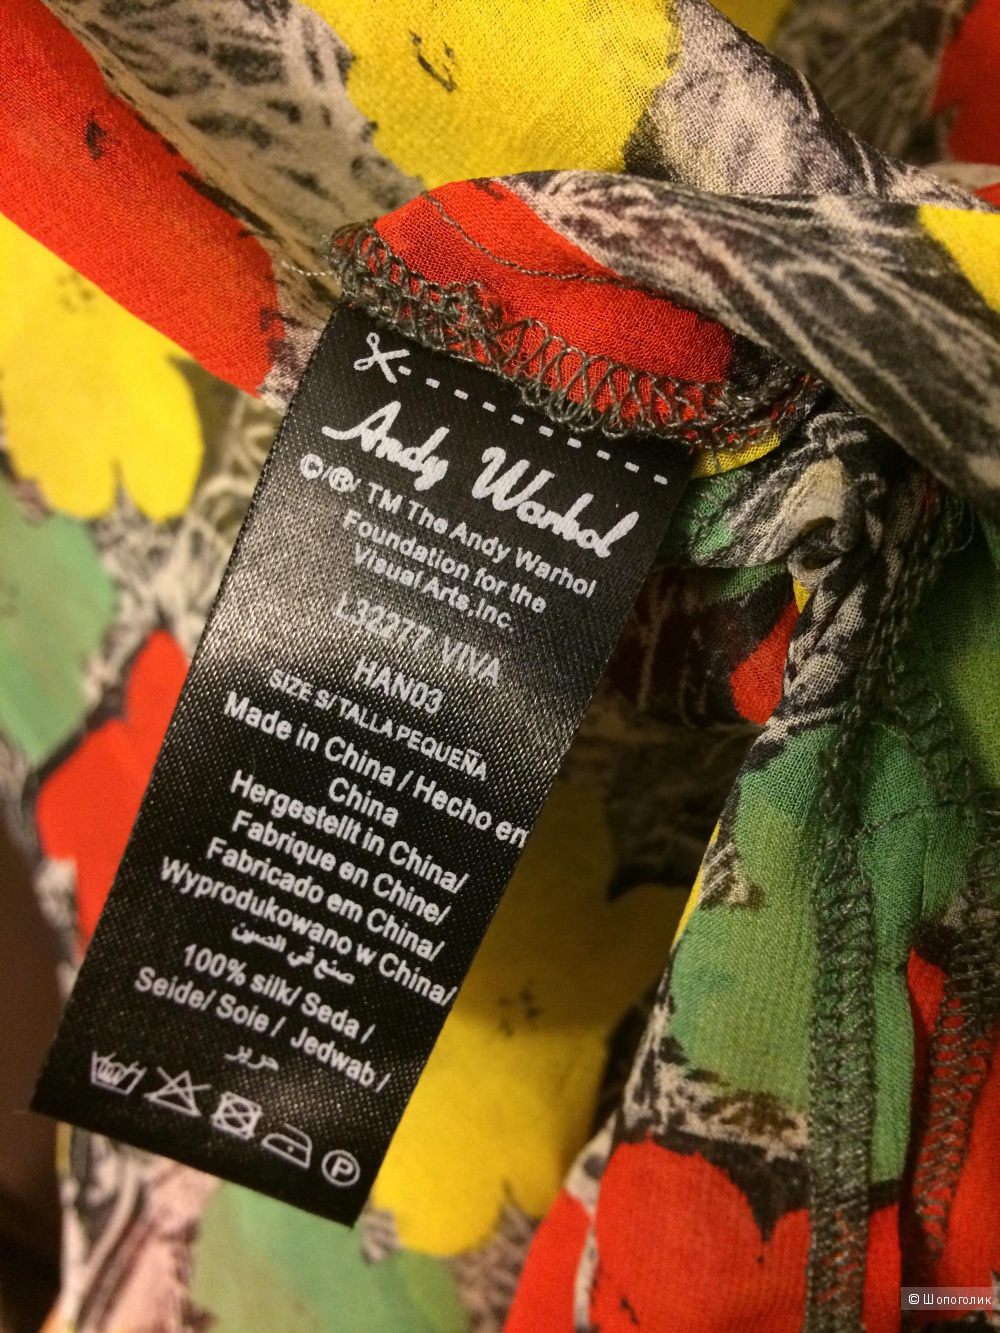 Andy Warhol
©/®/ TM The Andy Warhol
Foundation for the
Visual Arts,Inc.
L32277 VIVA
HAN03
SIZE S/TALLA PEQUEÑA
Made in China / Hecho en
China
Hergestellt in China/
Fabrique en Chine/
Fabricado em China/
Wyprodukowano w China/
صنع في الصين
100% silk/ Seda /
Seide/ Soie / Jedwab /
حرير
P
© Шопоголик